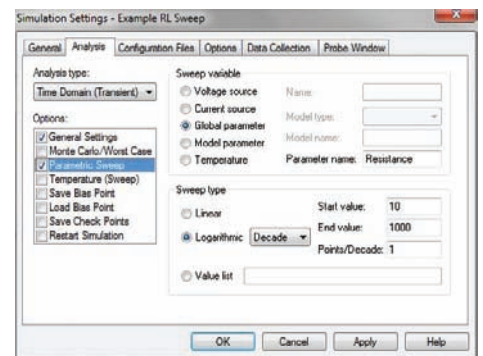 Simulation Settings - Example RL Sweep
General Analysis Configuration Files Options Data Collection Probe Window
Analysis type:
Time Domain (Transient)
Options:
General Settings
Monte Carlo/Worst Case
Parametric Sweep
Temperature (Sweep)
Save Bias Point
Load Bias Point
Save Check Points
Restart Simulation
Sweep variable
Voltage source
Current source
Global parameter
Model parameter
Temperature
Name:
Model type:
Model name:
Parameter name: Resistance
Sweep type
Linear
Logarithmic Decade
Value list
Start value: 10
End value: 1000
Points/Decade: 1
OK Cancel Apply Help